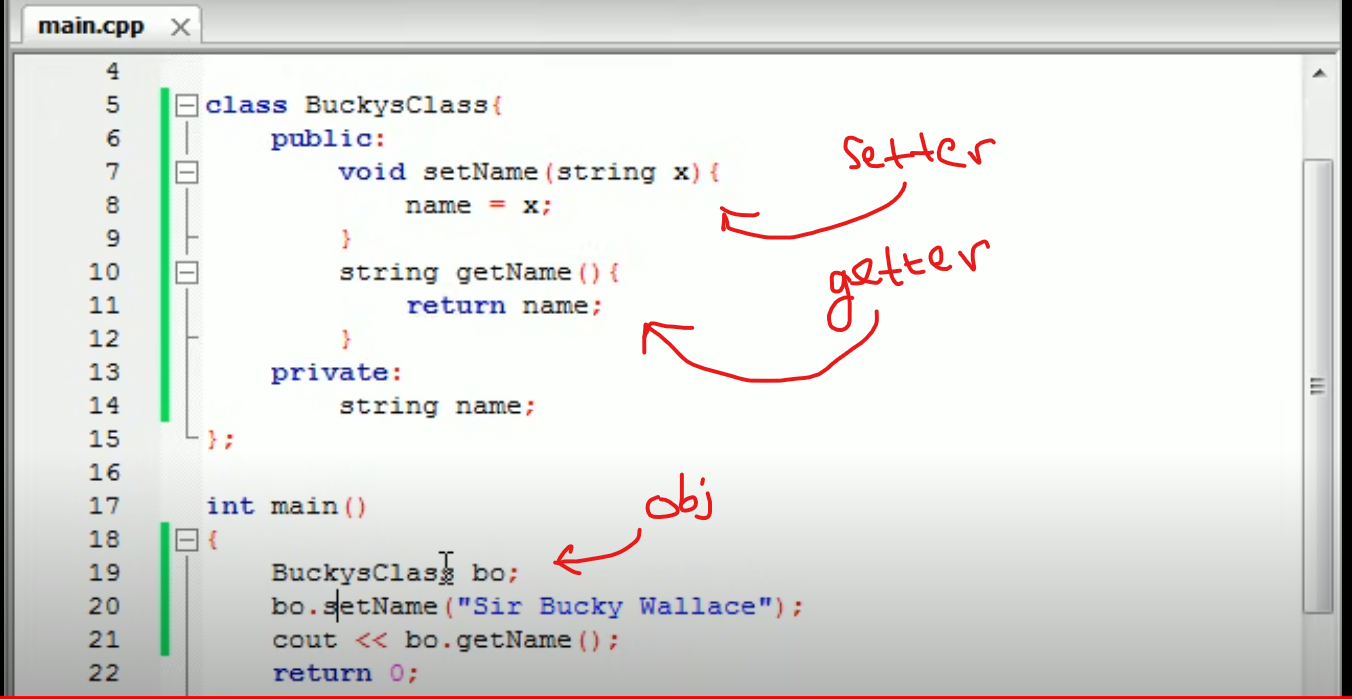 main.cpp
4
5 class BuckysClass{
6 public:
7 void setName(string x){
setter
8 name = x;
9 }
10 string getName(){
getter
11 return name;
12 }
13 private:
14 string name;
15 };
16
17 int main()
obj
18 {
19 BuckysClass bo;
20 bo.setName("Sir Bucky Wallace");
21 cout << bo.getName();
22 return 0;